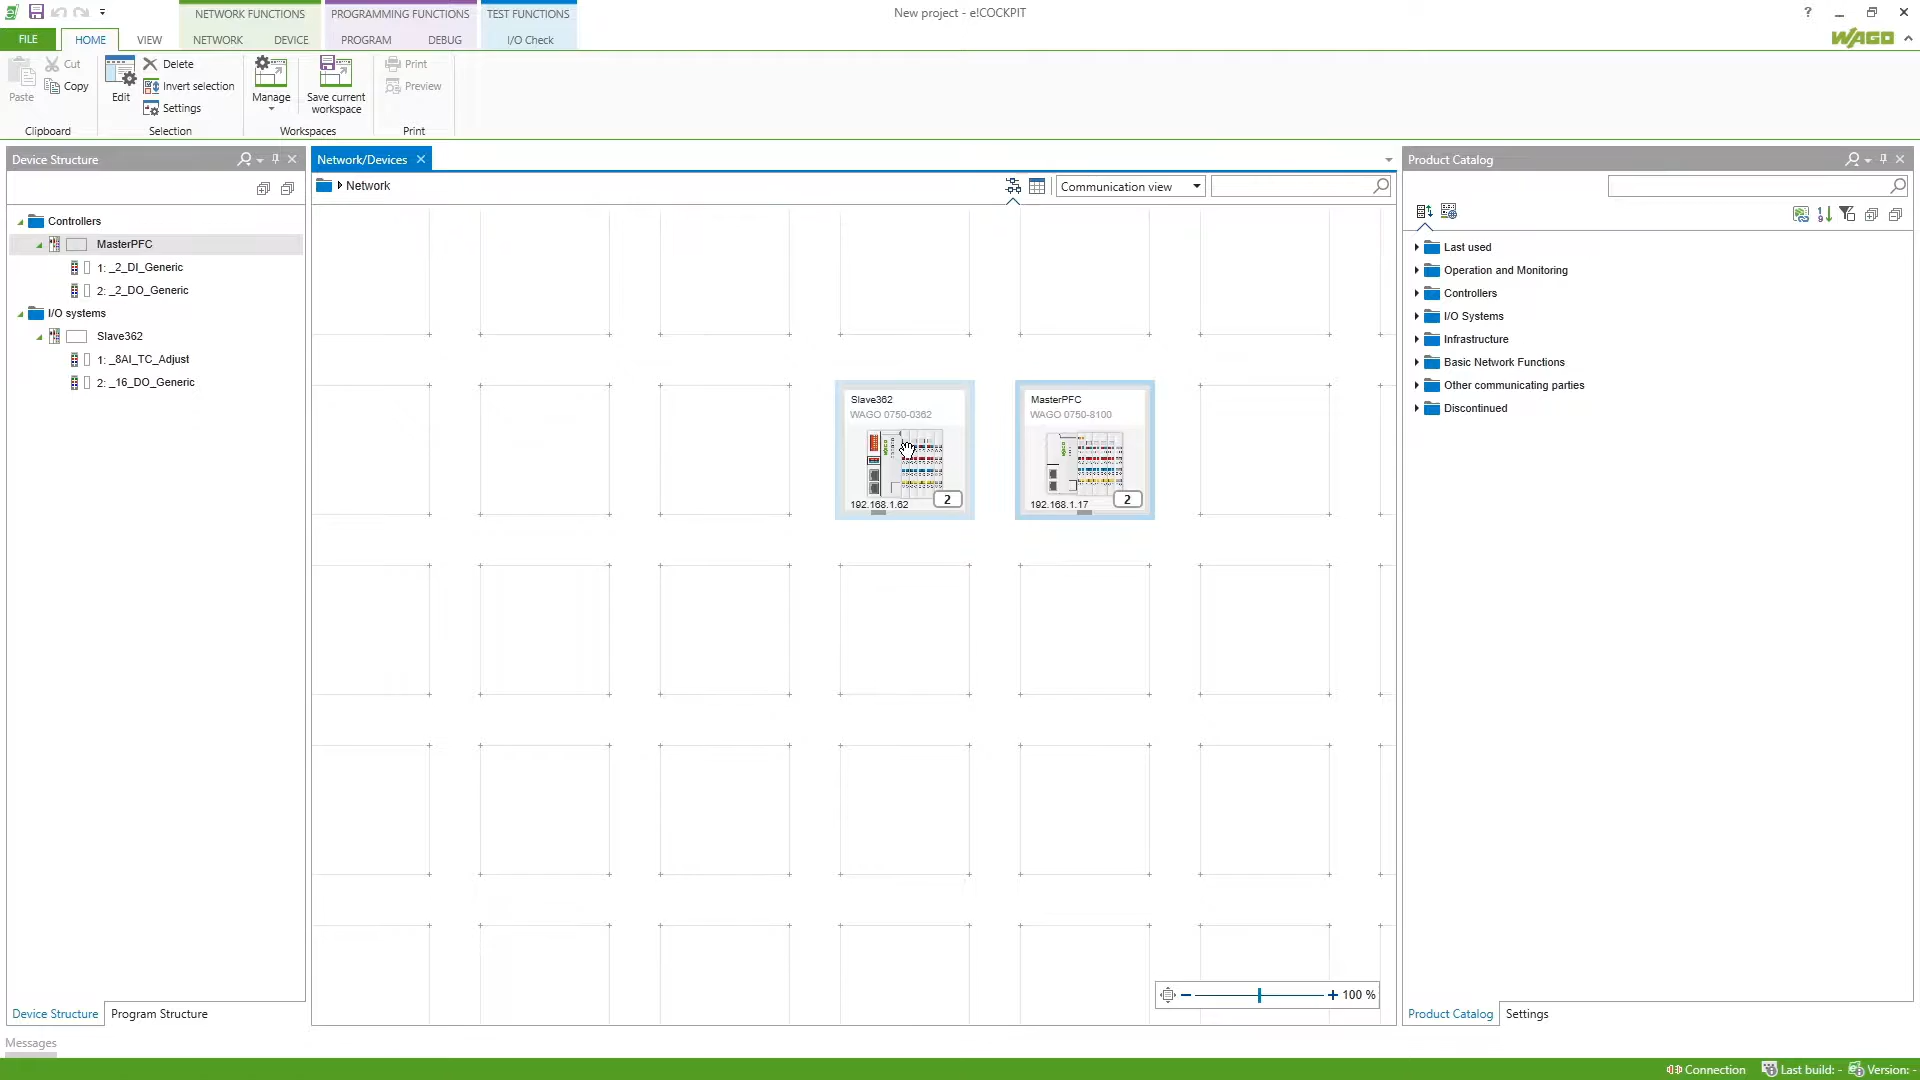 NETWORK FUNCTIONS
PROGRAMMING FUNCTIONS
TEST FUNCTIONS
New project - e!COCKPIT
?
FILE
HOME
VIEW
NETWORK
DEVICE
PROGRAM
DEBUG
I/O Check
WAGO
Paste
Cut
Copy
Clipboard
Edit
Delete
Invert selection
Settings
Selection
Manage
Save current
workspace
Workspaces
Print
Preview
Print
Device Structure
Controllers
MasterPFC
1: _2_DI_Generic
2: _2_DO_Generic
I/O systems
Slave362
1: _8AI_TC_Adjust
2: _16_DO_Generic
Device Structure
Program Structure
Network/Devices
Network
Communication view
Slave362
WAGO 0750-0362
192.168.1.62
2
MasterPFC
WAGO 0750-8100
192.168.1.17
2
100 %
Product Catalog
Last used
Operation and Monitoring
Controllers
I/O Systems
Infrastructure
Basic Network Functions
Other communicating parties
Discontinued
Product Catalog
Settings
Messages
Connection
Last build: -
Version: -